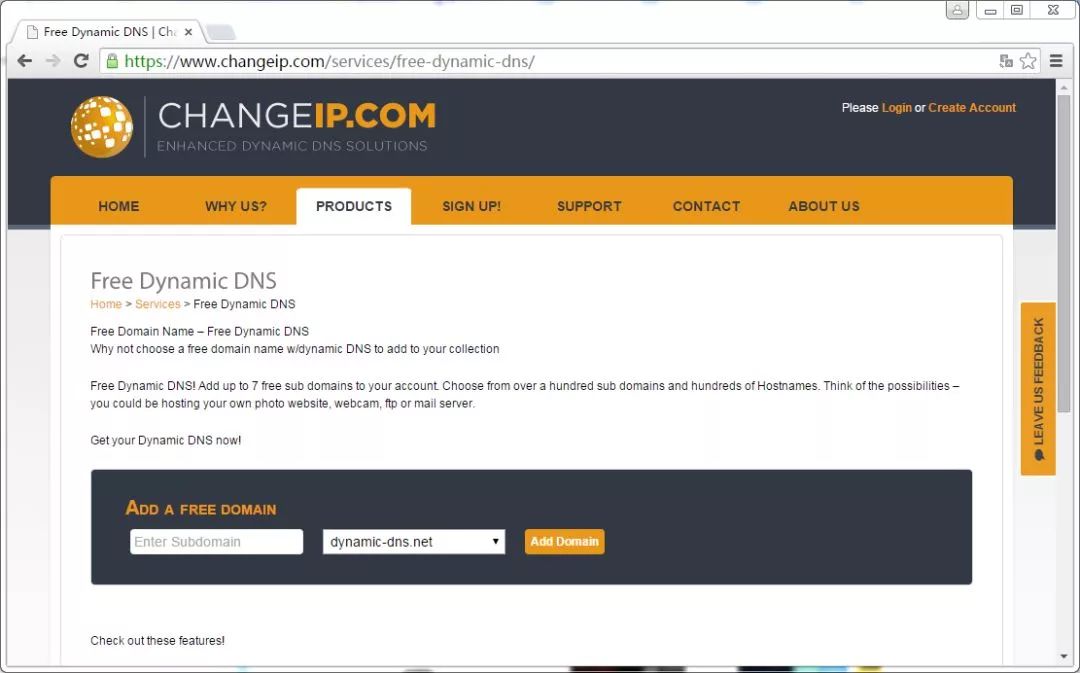 Free Dynamic DNS | Cha
https://www.changeip.com/services/free-dynamic-dns/
CHANGEIP.COM
ENHANCED DYNAMIC DNS SOLUTIONS
Please Login or Create Account
HOME WHY US? PRODUCTS SIGN UP! SUPPORT CONTACT ABOUT US
Free Dynamic DNS
Home > Services > Free Dynamic DNS
Free Domain Name – Free Dynamic DNS
Why not choose a free domain name w/dynamic DNS to add to your collection
Free Dynamic DNS! Add up to 7 free sub domains to your account. Choose from over a hundred sub domains and hundreds of Hostnames. Think of the possibilities –
you could be hosting your own photo website, webcam, ftp or mail server.
Get your Dynamic DNS now!
LEAVE US FEEDBACK
ADD A FREE DOMAIN
Enter Subdomain dynamic-dns.net Add Domain
Check out these features!